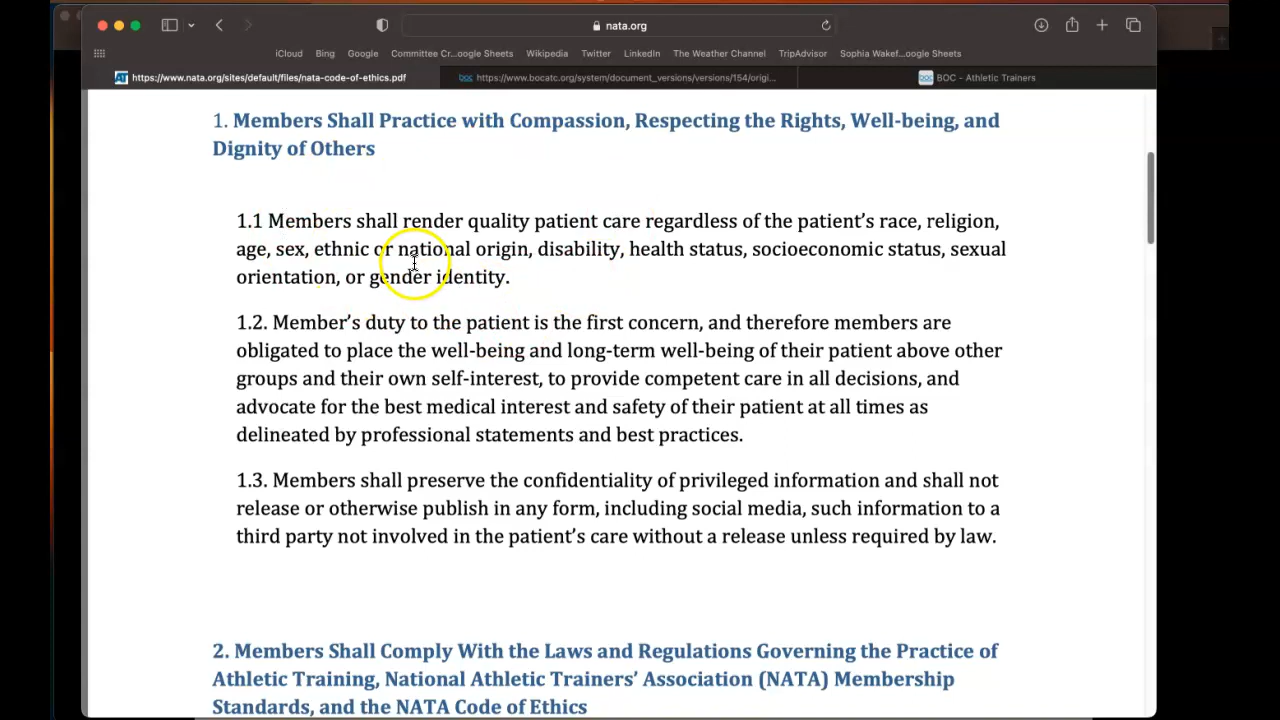 nata.org
iCloud Bing Google Committee Cr...oogle Sheets Wikipedia Twitter LinkedIn The Weather Channel TripAdvisor Sophia Wakef...oogle Sheets
https://www.nata.org/sites/default/files/nata-code-of-ethics.pdf boc https://www.bocatc.org/system/document_versions/versions/154/origi... boc BOC - Athletic Trainers
1. Members Shall Practice with Compassion, Respecting the Rights, Well-being, and
Dignity of Others
1.1 Members shall render quality patient care regardless of the patient's race, religion,
age, sex, ethnic or national origin, disability, health status, socioeconomic status, sexual
orientation, or gender identity.
1.2. Member's duty to the patient is the first concern, and therefore members are
obligated to place the well-being and long-term well-being of their patient above other
groups and their own self-interest, to provide competent care in all decisions, and
advocate for the best medical interest and safety of their patient at all times as
delineated by professional statements and best practices.
1.3. Members shall preserve the confidentiality of privileged information and shall not
release or otherwise publish in any form, including social media, such information to a
third party not involved in the patient's care without a release unless required by law.
2. Members Shall Comply With the Laws and Regulations Governing the Practice of
Athletic Training, National Athletic Trainers' Association (NATA) Membership
Standards, and the NATA Code of Ethics